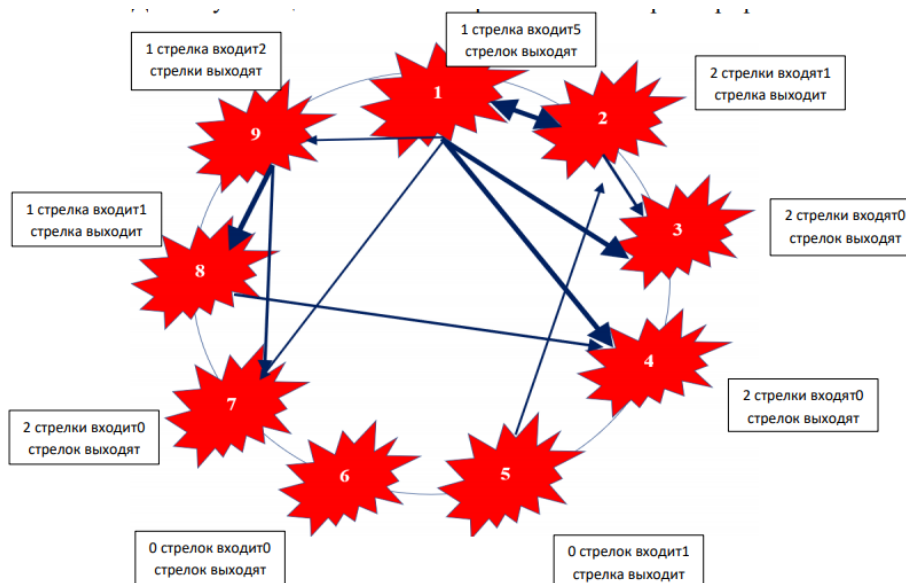 1 стрелка входит5
стрелок выходят
1 стрелка входит2
стрелки выходят
2 стрелки входят1
стрелка выходит
1
2
9
1 стрелка входит1
стрелка выходит
2 стрелки входят0
стрелок выходят
3
8
4
2 стрелки входят0
стрелок выходят
7
2 стрелки входит0
стрелок выходят
6
5
0 стрелок входит0
стрелок выходят
0 стрелок входит1
стрелка выходит